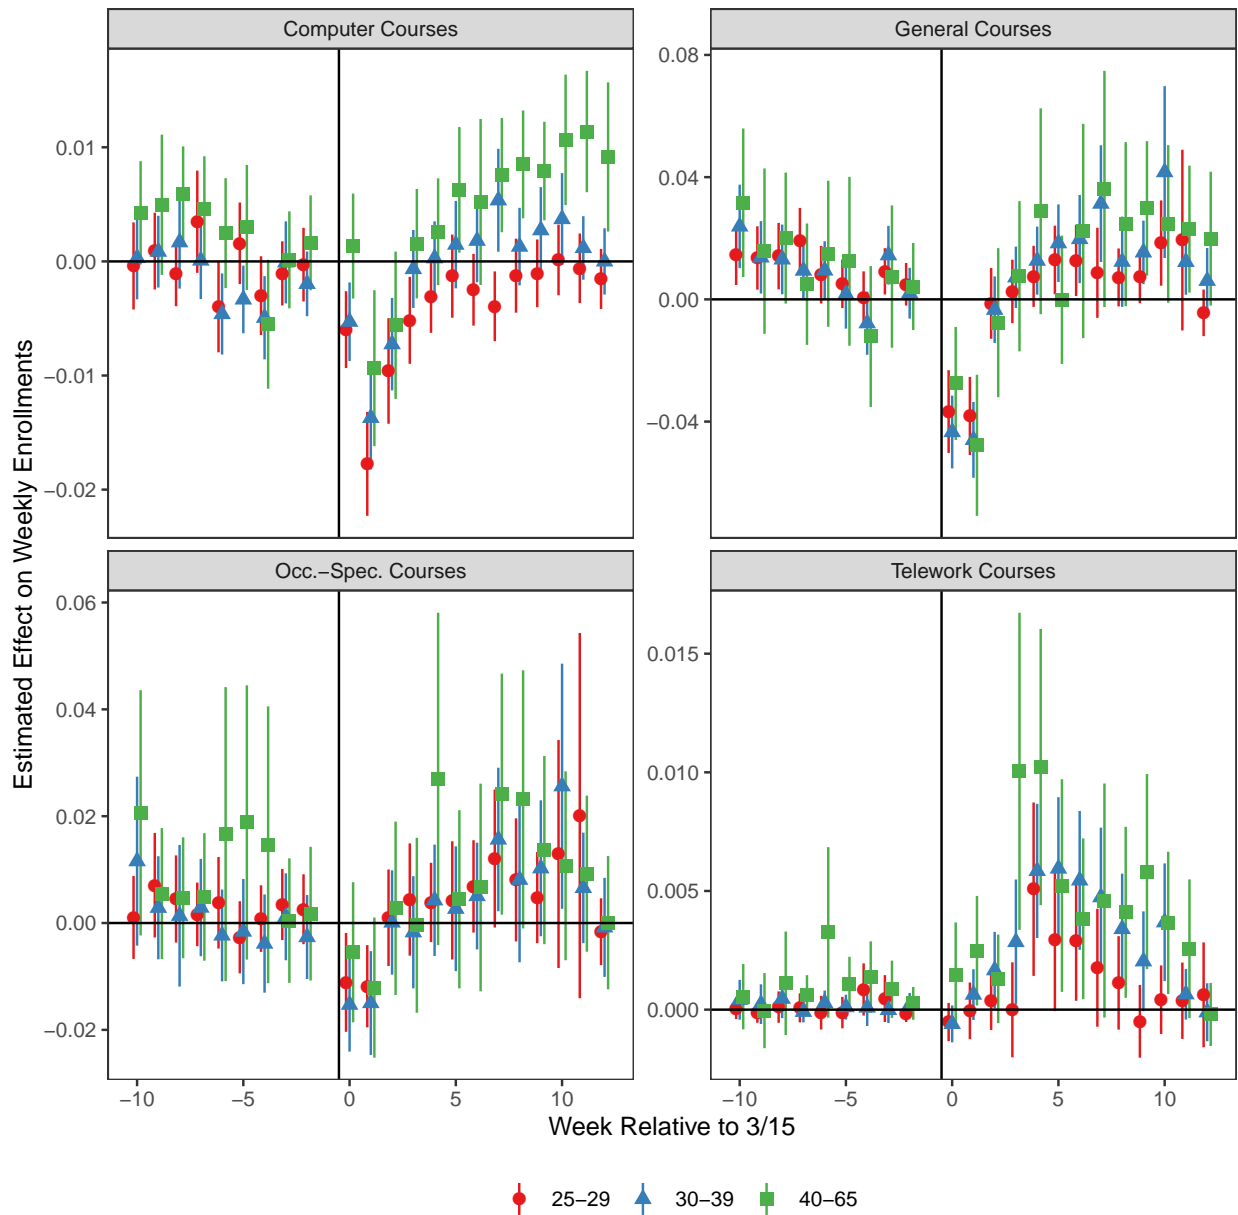 Computer Courses
General Courses
0.01
0.00
−0.01
−0.02
0.08
0.04
0.00
−0.04
Estimated Effect on Weekly Enrollments
Occ.−Spec. Courses
Telework Courses
0.06
0.04
0.02
0.00
−0.02
0.015
0.010
0.005
0.000
−10 −5 0 5 10
−10 −5 0 5 10
Week Relative to 3/15
25−29 30−39 40−65